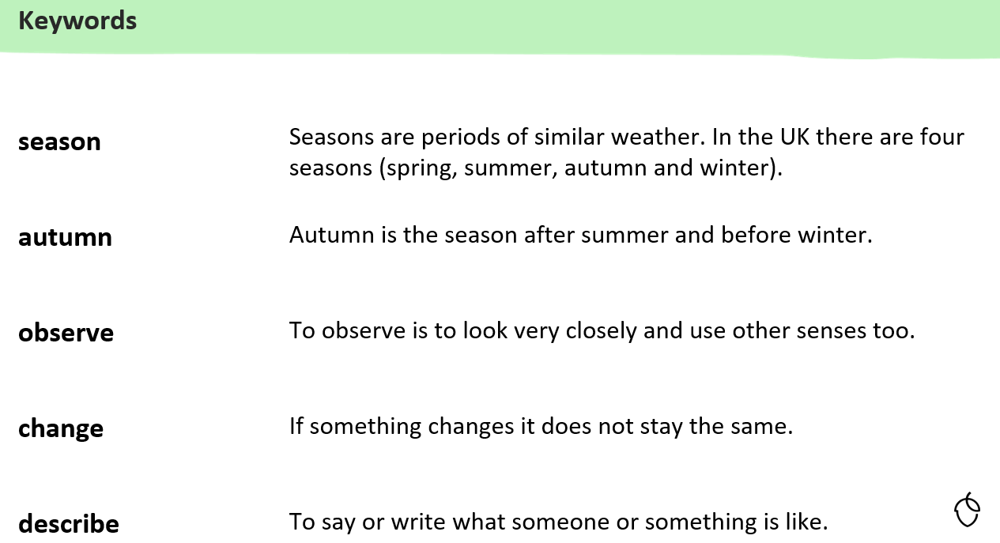 Keywords
season
Seasons are periods of similar weather. In the UK there are four
seasons (spring, summer, autumn and winter).
autumn
Autumn is the season after summer and before winter.
observe
To observe is to look very closely and use other senses too.
change
If something changes it does not stay the same.
describe
To say or write what someone or something is like.